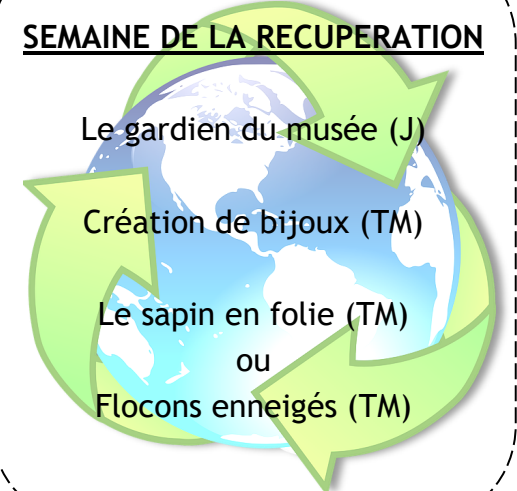 SEMAINE DE LA RECUPERATION
Le gardien du musée (J)
Création de bijoux (TM)
Le sapin en folie (TM)
ou
Flocons enneigés (TM)